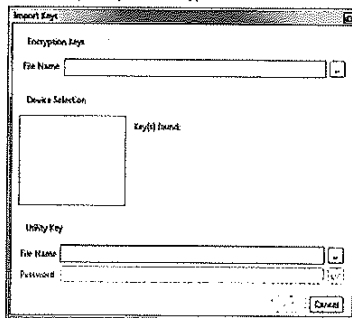 Import Keys
Encryption Keys
File Name
Device Selection
Key(s) found:
Utility Key
File Name
Password
Cancel